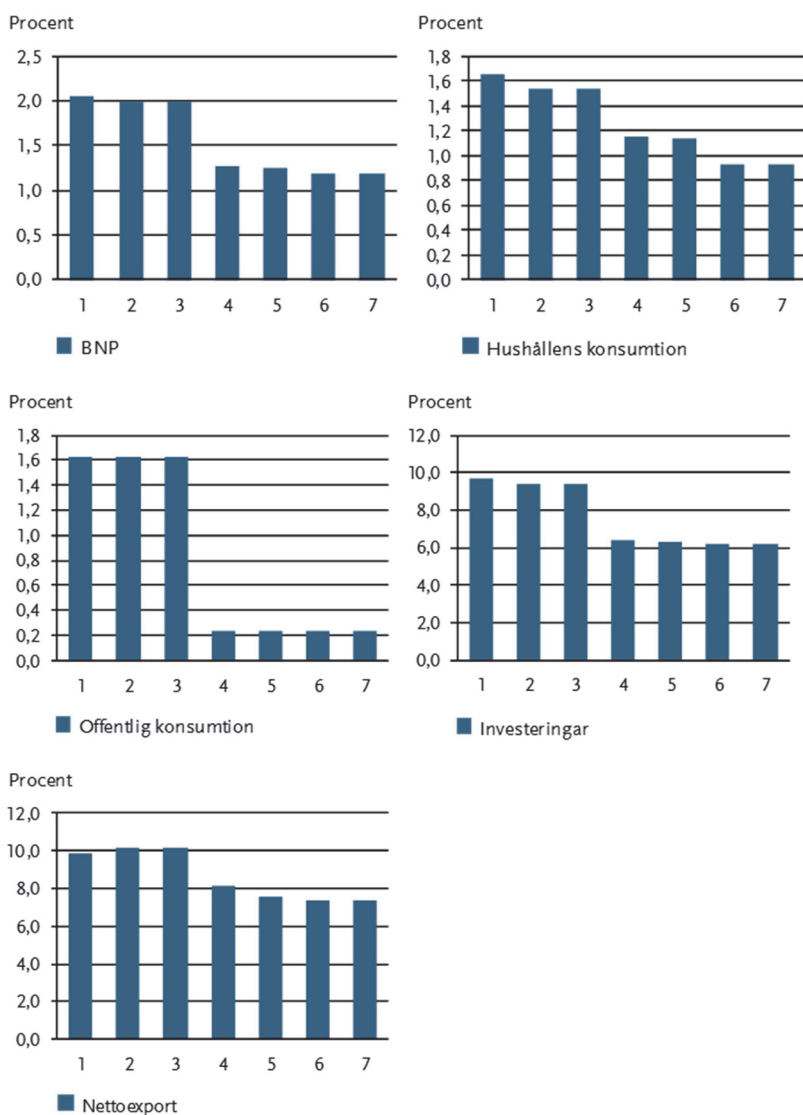 Procent
2,5
2,0
1,5
1,0
0,5
0,0
1 2 3 4 5 6 7
BNP
Procent
1,8
1,6
1,4
1,2
1,0
0,8
0,6
0,4
0,2
0,0
1 2 3 4 5 6 7
Hushållens konsumtion
Procent
1,8
1,6
1,4
1,2
1,0
0,8
0,6
0,4
0,2
0,0
1 2 3 4 5 6 7
Offentlig konsumtion
Procent
12,0
10,0
8,0
6,0
4,0
2,0
0,0
1 2 3 4 5 6 7
Investeringar
Procent
12,0
10,0
8,0
6,0
4,0
2,0
0,0
1 2 3 4 5 6 7
Nettoexport